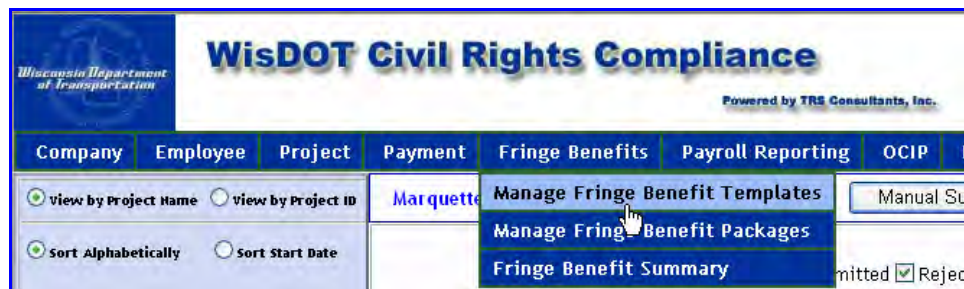 Wisconsin Department
of Transportation
WisDOT Civil Rights Compliance
Powered by TRS Consultants, Inc.
Company Employee Project Payment Fringe Benefits Payroll Reporting OCIP
View by Project Name View by Project ID Marquette Manage Fringe Benefit Templates Manual Su
Manage Fringe Benefit Packages
Sort Alphabetically Sort Start Date
Fringe Benefit Summary mitted Rejec